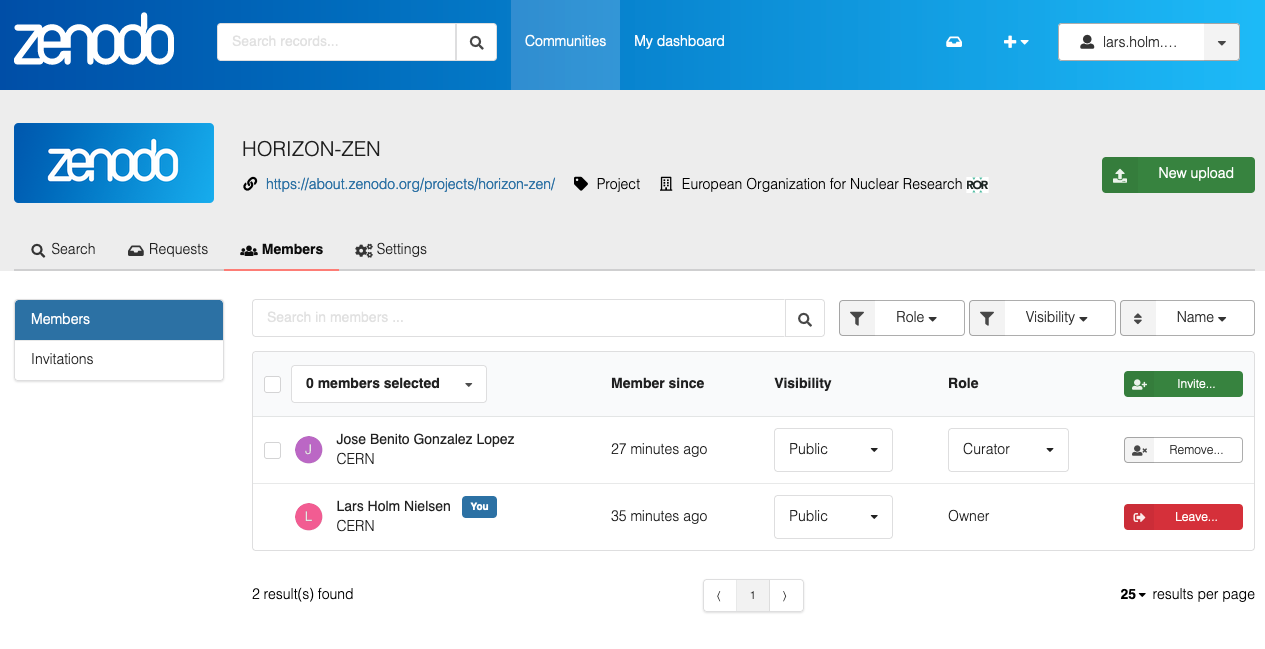 zenodo
Search records...
Communities
My dashboard
lars.holm....
zenodo
HORIZON-ZEN
https://about.zenodo.org/projects/horizon-zen/
Project
European Organization for Nuclear Research ROR
New upload
Search
Requests
Members
Settings
Members
Invitations
Search in members ...
Role
Visibility
Name
0 members selected
Member since
Visibility
Role
Invite...
J
Jose Benito Gonzalez Lopez
CERN
27 minutes ago
Public
Curator
Remove...
L
Lars Holm Nielsen
You
CERN
35 minutes ago
Public
Owner
Leave...
2 result(s) found
⟨ 1 ⟩
25 results per page